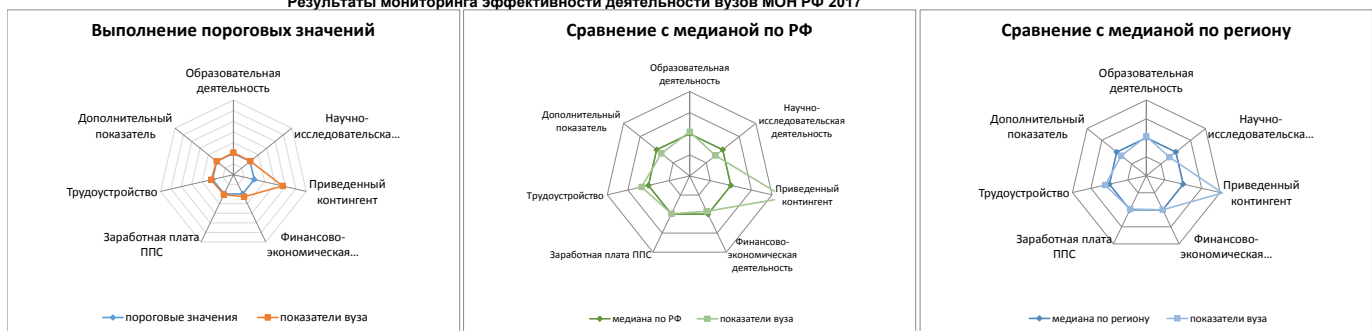 Результаты мониторинга эффективности деятельности вузов МОН РФ 2017
Выполнение пороговых значений
Образовательная
деятельность
Дополнительный
показатель
Научно-
исследовательска...
Трудоустройство
Приведенный
контингент
Заработная плата
ППС
Финансово-
экономическая...
пороговые значения
показатели вуза
Сравнение с медианой по РФ
Образовательная
деятельность
Дополнительный
показатель
Научно-
исследовательская
деятельность
Трудоустройство
Приведенный
контингент
Заработная плата ППС
Финансово-
экономическая
деятельность
медиана по РФ
показатели вуза
Сравнение с медианой по региону
Образовательная
деятельность
Дополнительный
показатель
Научно-
исследовательска...
Трудоустройство
Приведенный
контингент
Заработная плата
ППС
Финансово-
экономическая...
медиана по региону
показатели вуза